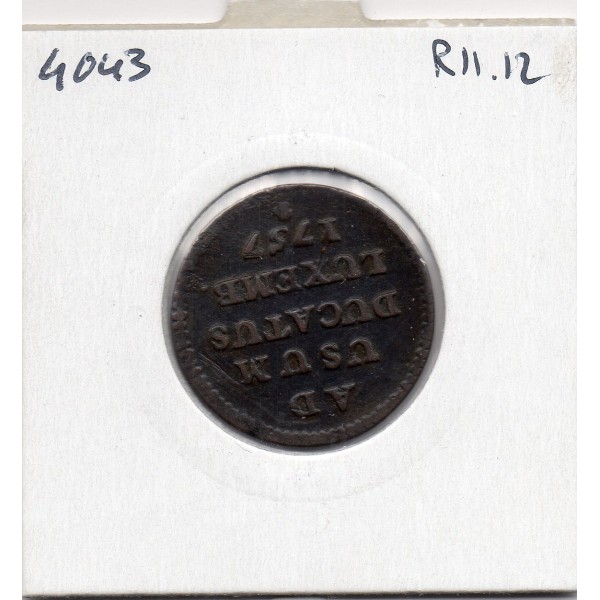 4043
R11.12
AD
USUM
DUCATUS
LUXEMB
1757